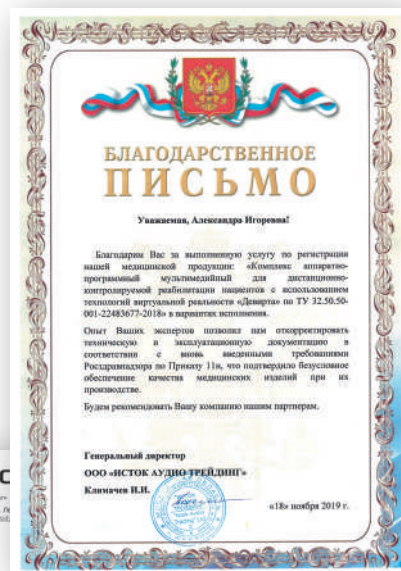 БЛАГОДАРСТВЕННОЕ
ПИСЬМО
Уважаемая, Александра Игоревна!
Благодарим Вас за выполненную услугу по регистрации
нашей медицинской продукции: «Комплекс аппаратно-
программный мультимедийный для дистанционно-
контролируемой реабилитации пациентов с использованием
технологий виртуальной реальности «Девирта» по ТУ 32.50.50-
001-22483677-2018» в вариантах исполнения.
Опыт Ваших экспертов позволил нам откорректировать
техническую и эксплуатационную документацию в
соответствии с вновь введенными требованиями
Росздравнадзора по Приказу 11н, что подтвердило безусловное
обеспечение качества медицинских изделий при их
производстве.
Будем рекомендовать Вашу компанию нашим партнерам.
Генеральный директор
ООО «ИСТОК АУДИО ТРЕЙДИНГ»
Климачев И.И.
«18» ноября 2019 г.